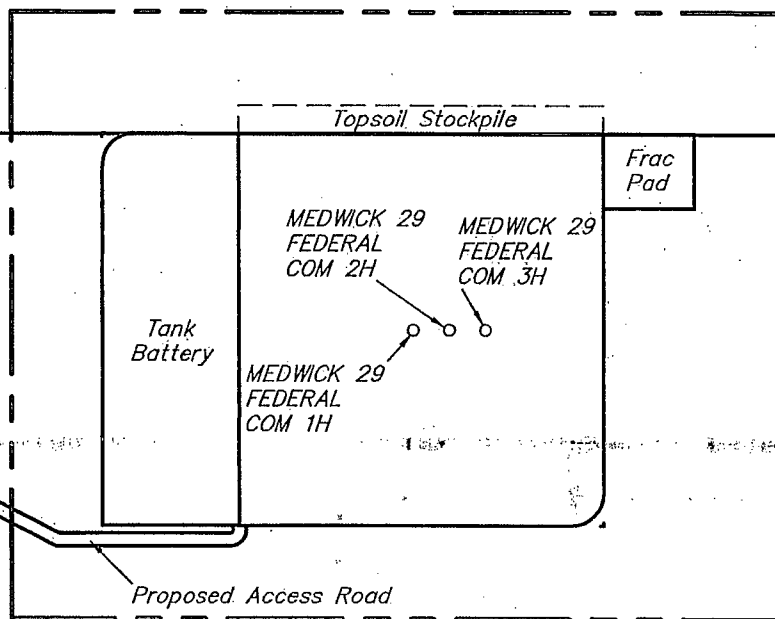 Topsoil Stockpile
Frac
Pad
MEDWICK 29
FEDERAL
COM 2H
MEDWICK 29
FEDERAL
COM 3H
Tank
Battery
MEDWICK 29
FEDERAL
COM 1H
Proposed Access Road